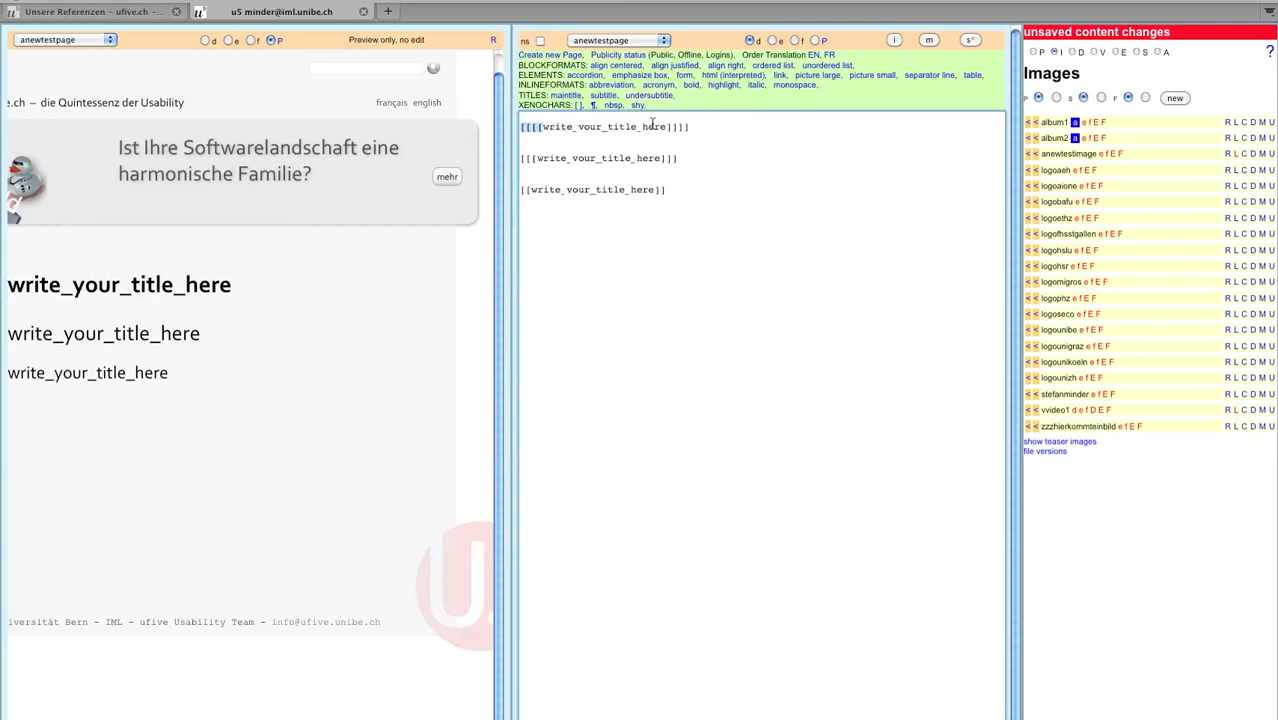 Unsere Referenzen – ufive.ch – ...
u5 minder@iml.unibe.ch
anewtestpage d e f P Preview only, no edit R
e.ch – die Quintessenz der Usability
français english
Ist Ihre Softwarelandschaft eine
harmonische Familie?
mehr
write_your_title_here
write_your_title_here
write_your_title_here
iversität Bern - IML - ufive Usability Team - info@ufive.unibe.ch
ns anewtestpage d e f P i m s°
Create new Page, Publicity status (Public, Offline, Logins), Order Translation EN, FR
BLOCKFORMATS: align centered, align justified, align right, ordered list, unordered list,
ELEMENTS: accordion, emphasize box, form, html (interpreted), link, picture large, picture small, separator line, table,
INLINEFORMATS: abbreviation, acronym, bold, highlight, italic, monospace,
TITLES: maintitle, subtitle, undersubtitle,
XENOCHARS: [ ], ¶, nbsp, shy,
[[[[write_your_title_here]]]]
[[[write_your_title_here]]]
[[write_your_title_here]]
unsaved content changes
P I D V E S A
?
Images
P S F new
< < album1 a e f E F R L C D M U
< < album2 a e f E F R L C D M U
< < anewtestimage e f E F R L C D M U
< < logoaeh e f E F R L C D M U
< < logoaione e f E F R L C D M U
< < logobafu e f E F R L C D M U
< < logoethz e f E F R L C D M U
< < logofhsstgallen e f E F R L C D M U
< < logohslu e f E F R L C D M U
< < logohsr e f E F R L C D M U
< < logomigros e f E F R L C D M U
< < logophz e f E F R L C D M U
< < logoseco e f E F R L C D M U
< < logounibe e f E F R L C D M U
< < logounigraz e f E F R L C D M U
< < logounikoeln e f E F R L C D M U
< < logounizh e f E F R L C D M U
< < stefanminder e f E F R L C D M U
< < vvideo1 d e f D E F R L C D M U
< < zzzhierkommteinbild e f E F R L C D M U
show teaser images
file versions